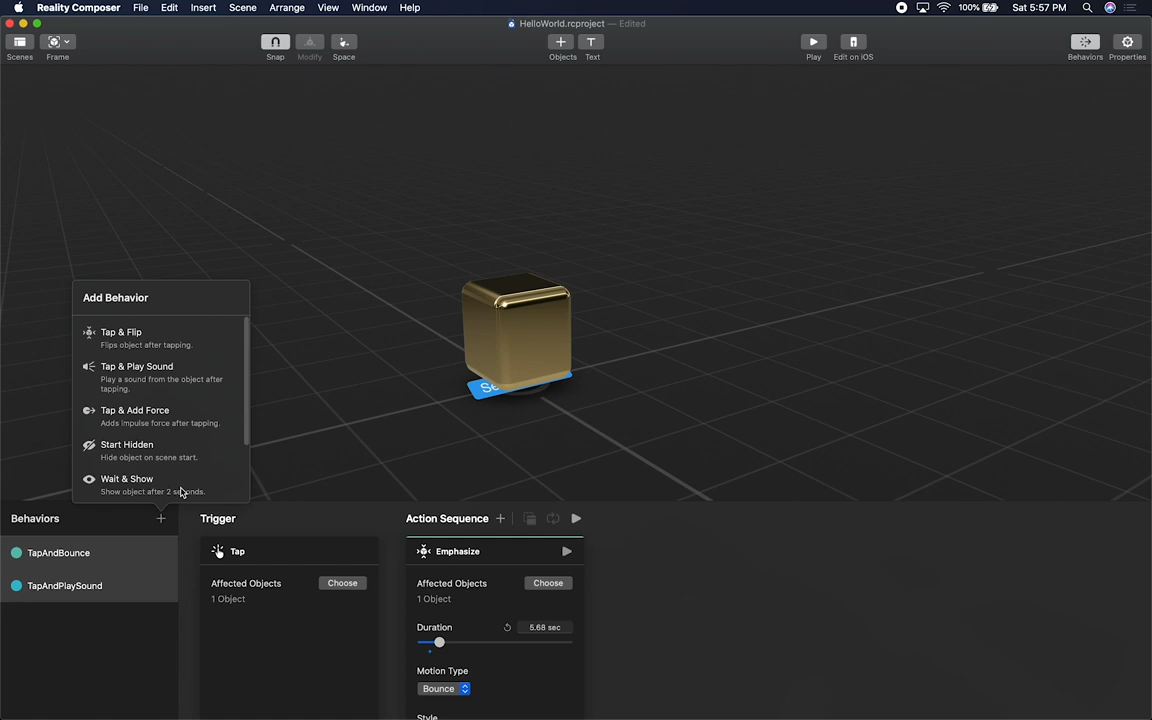 Reality Composer File Edit Insert Scene Arrange View Window Help 100% Sat 5:57 PM
HelloWorld.rcproject — Edited
Scenes Frame Snap Modify Space Objects Text Play Edit on iOS Behaviors Properties
Add Behavior
Tap & Flip
Flips object after tapping.
Tap & Play Sound
Play a sound from the object after
tapping.
Tap & Add Force
Adds impulse force after tapping.
Start Hidden
Hide object on scene start.
Wait & Show
Show object after 2 seconds.
Behaviors + Trigger Action Sequence +
TapAndBounce Tap Emphasize
Affected Objects Choose Affected Objects Choose
TapAndPlaySound
1 Object 1 Object
Duration 5.68 sec
Motion Type
Bounce
Style